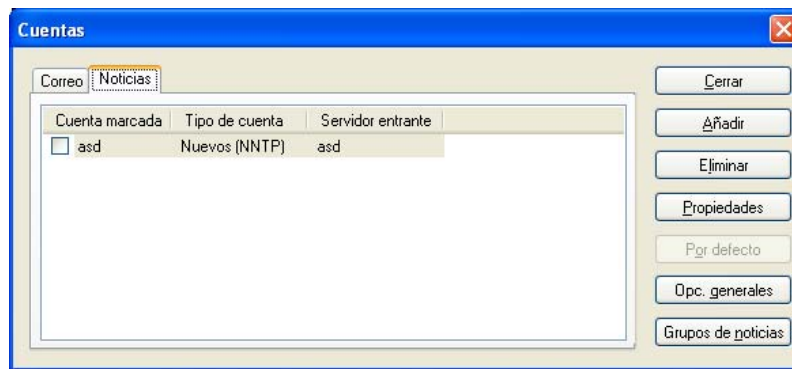 Cuentas
Correo Noticias
Cuenta marcada Tipo de cuenta Servidor entrante
asd Nuevos (NNTP) asd
Cerrar
Añadir
Eliminar
Propiedades
Por defecto
Opc. generales
Grupos de noticias